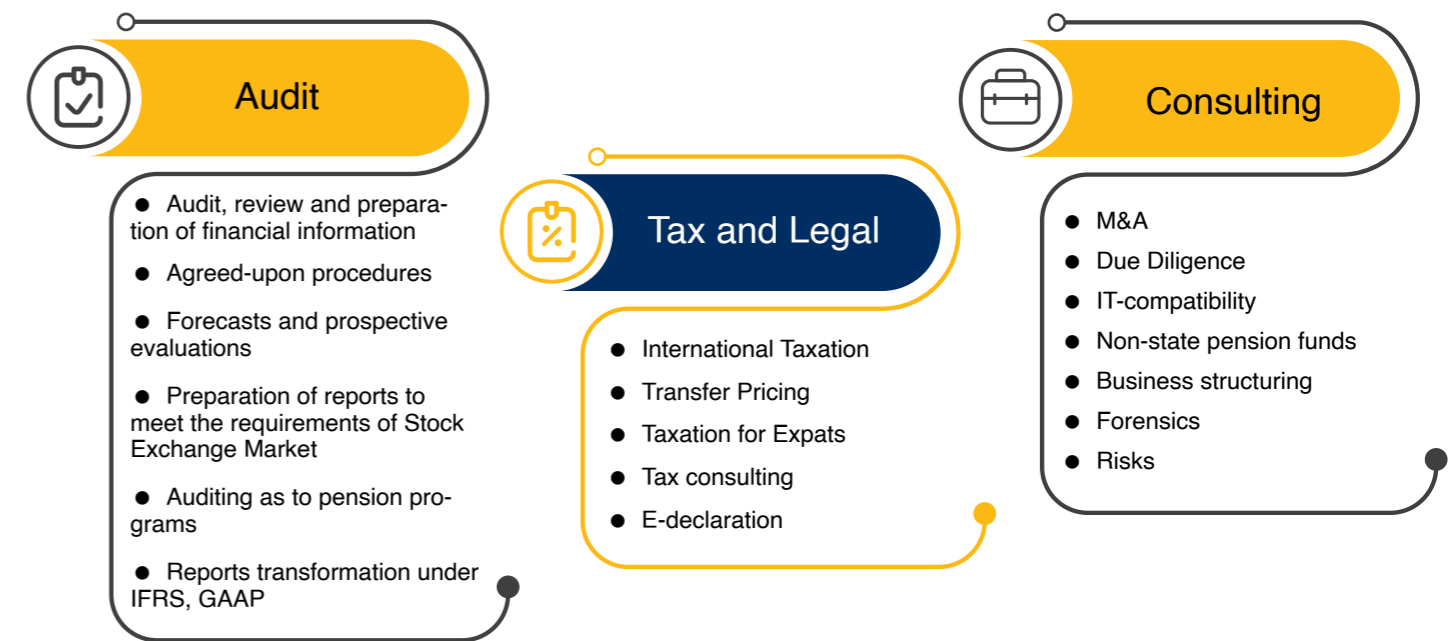 Audit
● Audit, review and prepara-
tion of financial information
● Agreed-upon procedures
● Forecasts and prospective
evaluations
● Preparation of reports to
meet the requirements of Stock
Exchange Market
● Auditing as to pension pro-
grams
● Reports transformation under
IFRS, GAAP
Tax and Legal
● International Taxation
● Transfer Pricing
● Taxation for Expats
● Tax consulting
● E-declaration
Consulting
● M&A
● Due Diligence
● IT-compatibility
● Non-state pension funds
● Business structuring
● Forensics
● Risks